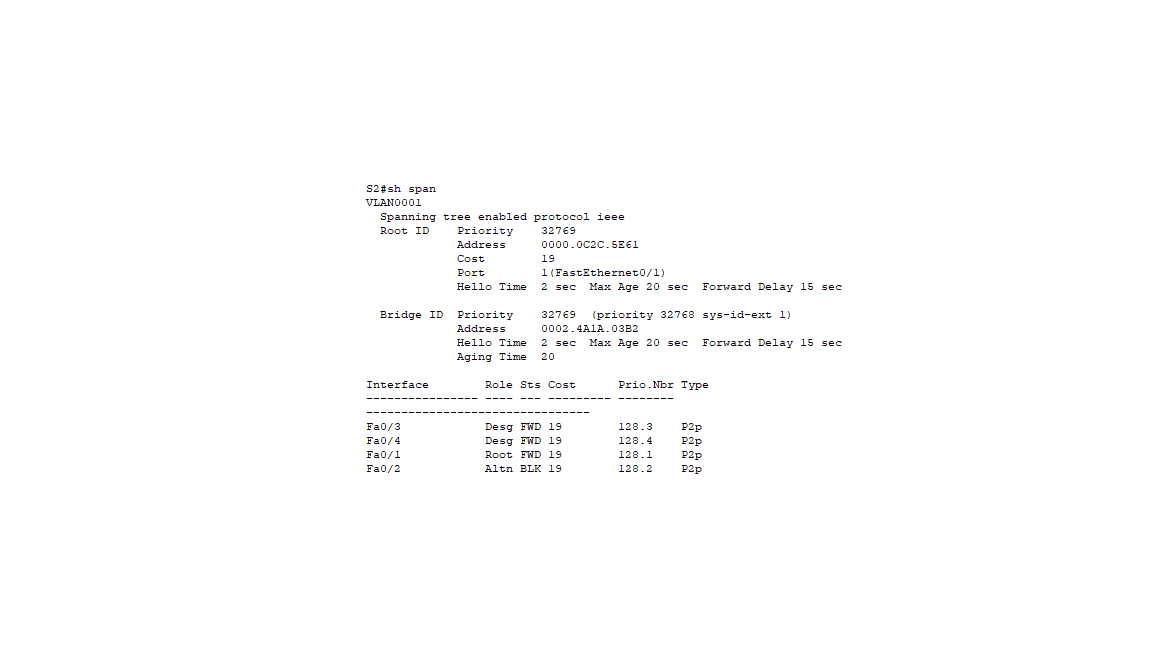 S2#sh span
VLAN0001
Spanning tree enabled protocol ieee
Root ID Priority 32769
Address 0000.0C2C.5E61
Cost 19
Port 1(FastEthernet0/1)
Hello Time 2 sec Max Age 20 sec Forward Delay 15 sec
Bridge ID Priority 32769 (priority 32768 sys-id-ext 1)
Address 0002.4A1A.03B2
Hello Time 2 sec Max Age 20 sec Forward Delay 15 sec
Aging Time 20
Interface Role Sts Cost Prio.Nbr Type
---------------- ---- --- --------- --------
--------------------------------
Fa0/3 Desg FWD 19 128.3 P2p
Fa0/4 Desg FWD 19 128.4 P2p
Fa0/1 Root FWD 19 128.1 P2p
Fa0/2 Altn BLK 19 128.2 P2p